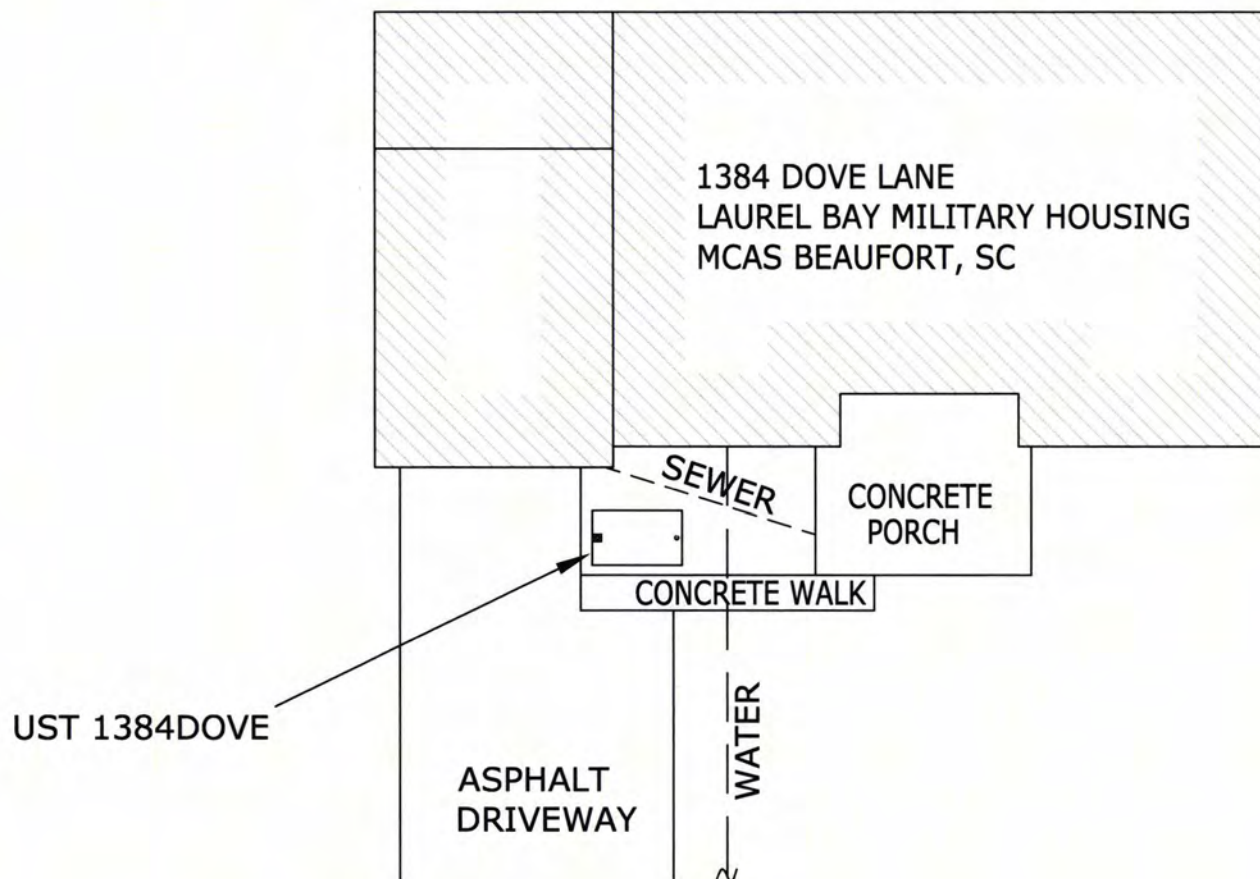 1384 DOVE LANE
LAUREL BAY MILITARY HOUSING
MCAS BEAUFORT, SC
SEWER
CONCRETE
PORCH
CONCRETE WALK
UST 1384DOVE
WATER
ASPHALT
DRIVEWAY